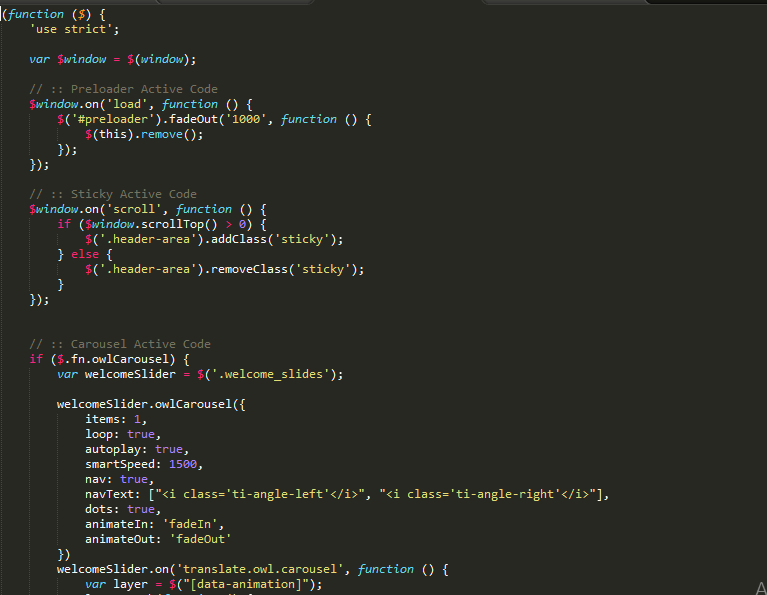 (function ($) {
    'use strict';

    var $window = $(window);

    // :: Preloader Active Code
    $window.on('load', function () {
        $('#preloader').fadeOut('1000', function () {
            $(this).remove();
        });
    });

    // :: Sticky Active Code
    $window.on('scroll', function () {
        if ($window.scrollTop() > 0) {
            $('.header-area').addClass('sticky');
        } else {
            $('.header-area').removeClass('sticky');
        }
    });


    // :: Carousel Active Code
    if ($.fn.owlCarousel) {
        var welcomeSlider = $('.welcome_slides');

        welcomeSlider.owlCarousel({
            items: 1,
            loop: true,
            autoplay: true,
            smartSpeed: 1500,
            nav: true,
            navText: ["<i class='ti-angle-left'</i>", "<i class='ti-angle-right'</i>"],
            dots: true,
            animateIn: 'fadeIn',
            animateOut: 'fadeOut'
        })
        welcomeSlider.on('translate.owl.carousel', function () {
            var layer = $("[data-animation]");